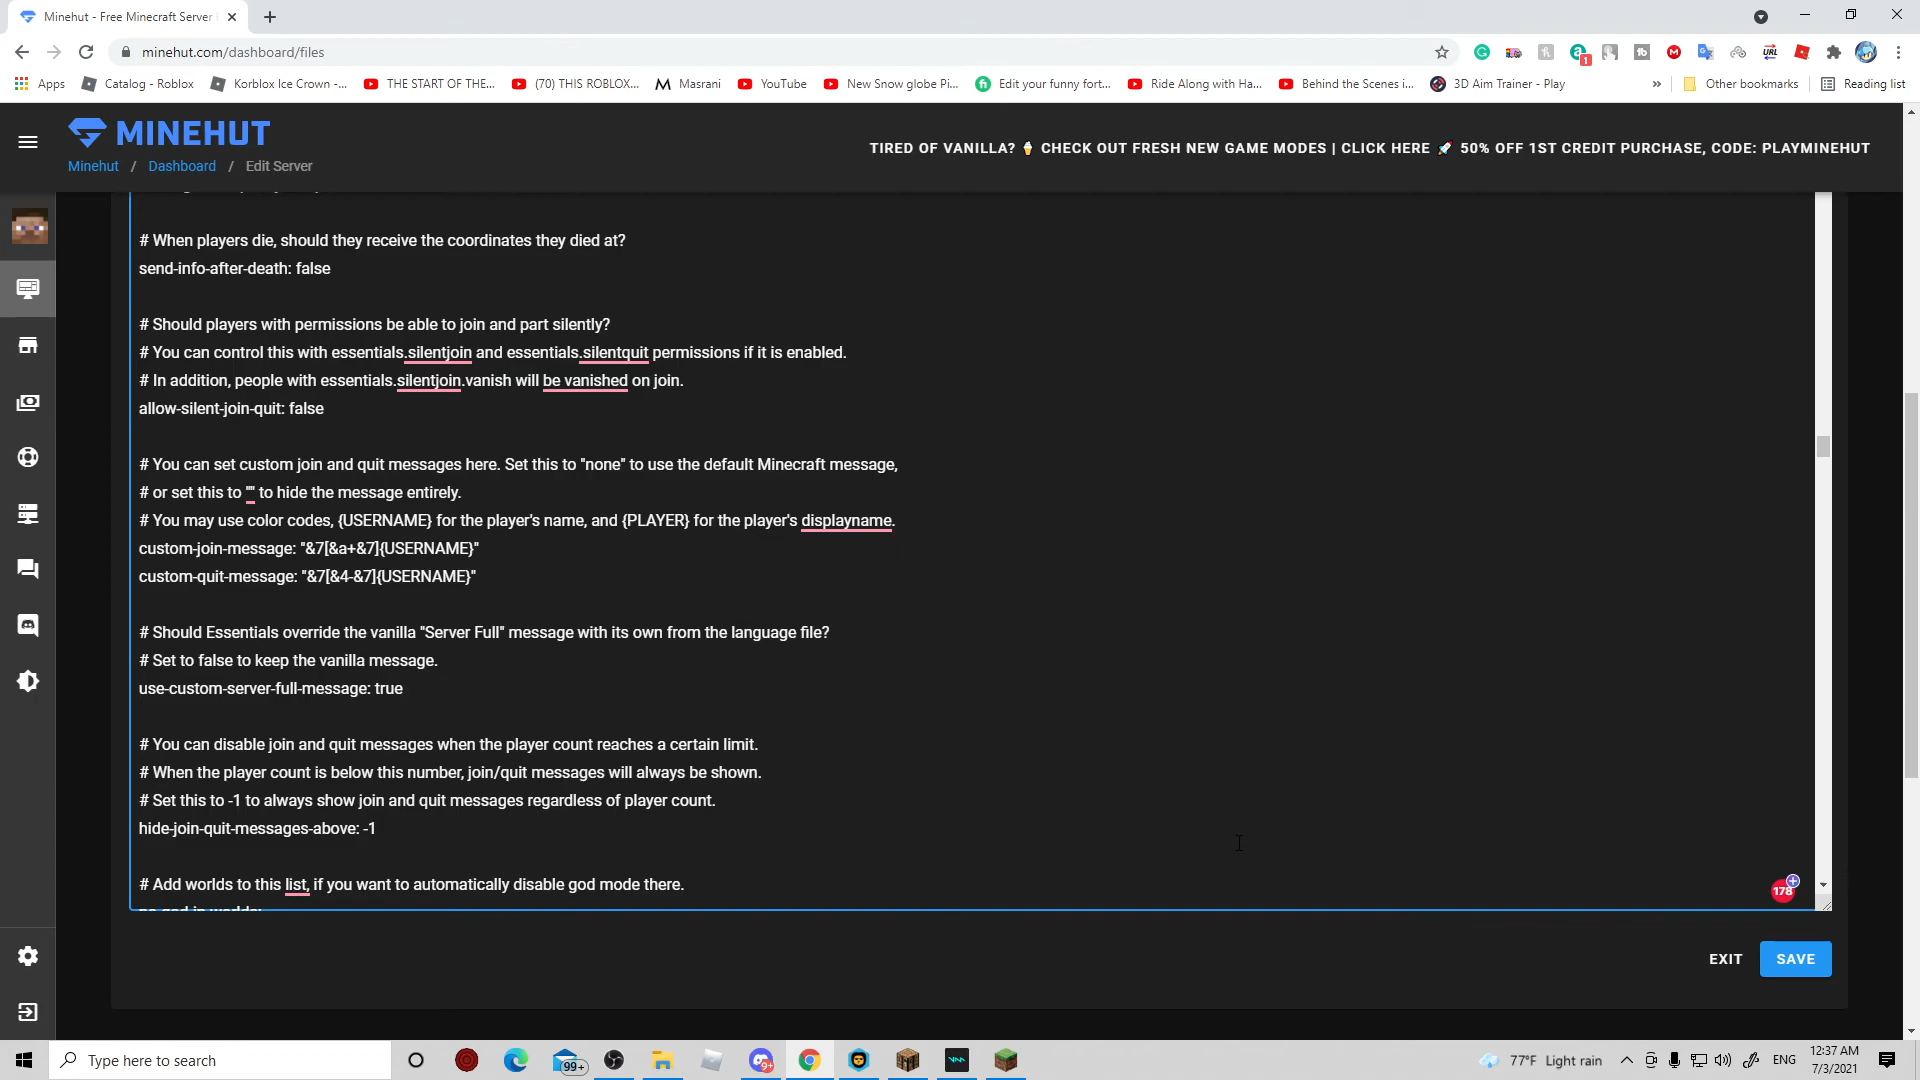 Minehut - Free Minecraft Server
minehut.com/dashboard/files
1
Apps
Catalog - Roblox
Korblox Ice Crown -...
THE START OF THE...
(70) THIS ROBLOX...
Masrani
YouTube
New Snow globe Pi...
Edit your funny fort...
Ride Along with Ha...
Behind the Scenes i...
3D Aim Trainer - Play
»
Other bookmarks
Reading list
MINEHUT
Minehut / Dashboard / Edit Server
TIRED OF VANILLA? 🍦 CHECK OUT FRESH NEW GAME MODES | CLICK HERE 🚀 50% OFF 1ST CREDIT PURCHASE, CODE: PLAYMINEHUT
# When players die, should they receive the coordinates they died at?
send-info-after-death: false
# Should players with permissions be able to join and part silently?
# You can control this with essentials.silentjoin and essentials.silentquit permissions if it is enabled.
# In addition, people with essentials.silentjoin.vanish will be vanished on join.
allow-silent-join-quit: false
# You can set custom join and quit messages here. Set this to "none" to use the default Minecraft message,
# or set this to "" to hide the message entirely.
# You may use color codes, {USERNAME} for the player's name, and {PLAYER} for the player's displayname.
custom-join-message: "&7[&a+&7]{USERNAME}"
custom-quit-message: "&7[&4-&7]{USERNAME}"
# Should Essentials override the vanilla "Server Full" message with its own from the language file?
# Set to false to keep the vanilla message.
use-custom-server-full-message: true
# You can disable join and quit messages when the player count reaches a certain limit.
# When the player count is below this number, join/quit messages will always be shown.
# Set this to -1 to always show join and quit messages regardless of player count.
hide-join-quit-messages-above: -1
# Add worlds to this list, if you want to automatically disable god mode there.
no-god-in-worlds:
178
EXIT
SAVE
Type here to search
99+
9+
77°F Light rain
ENG
12:37 AM
7/3/2021